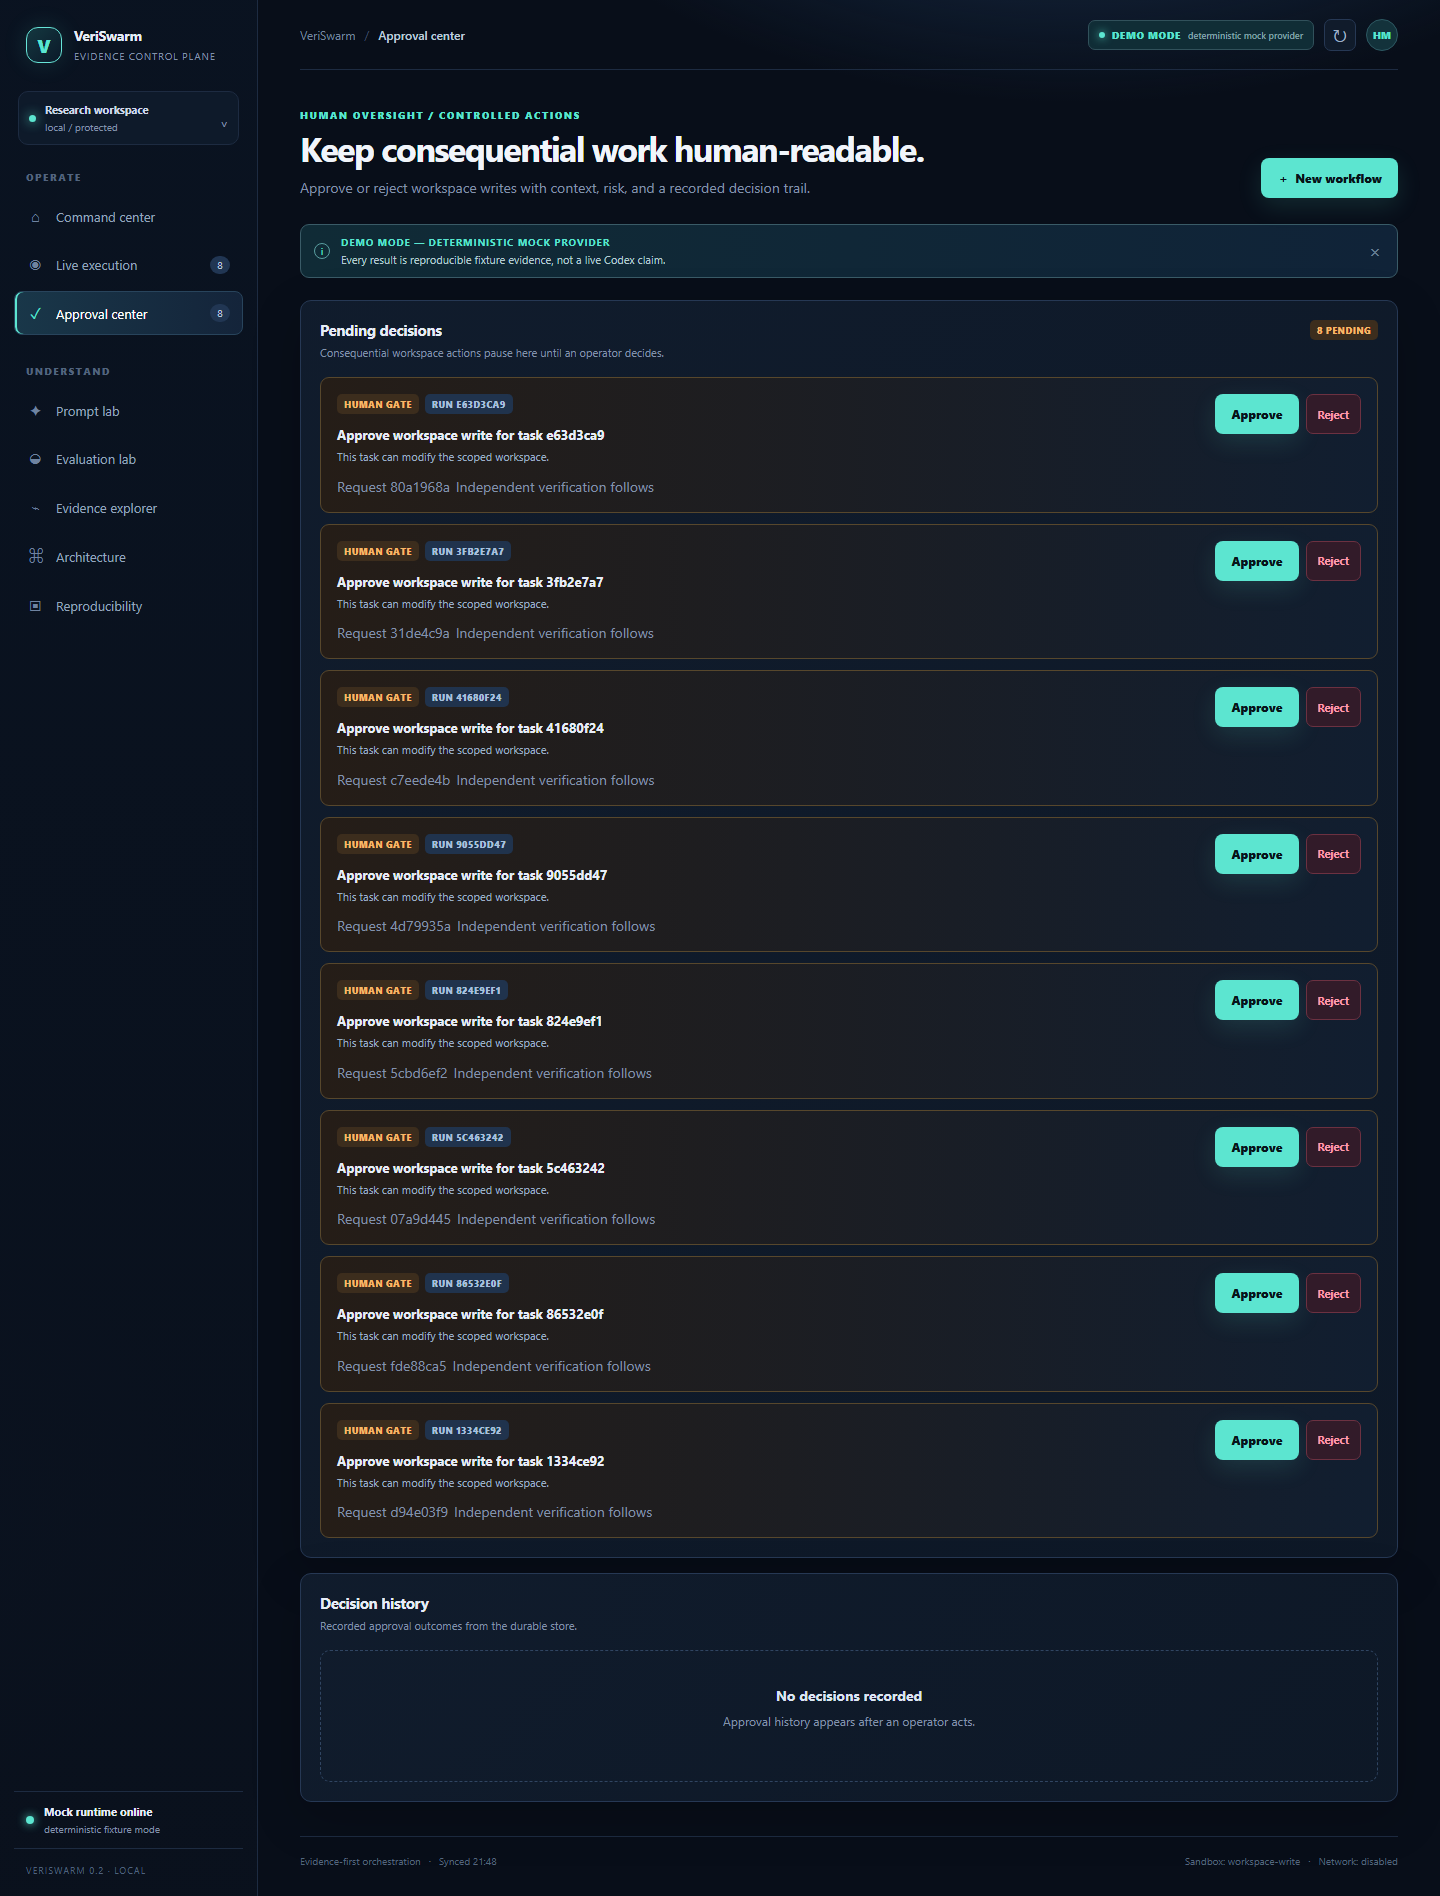 V
VeriSwarm
EVIDENCE CONTROL PLANE
Research workspace
local / protected
OPERATE
Command center
Live execution 8
Approval center 8
UNDERSTAND
Prompt lab
Evaluation lab
Evidence explorer
Architecture
Reproducibility
Mock runtime online
deterministic fixture mode
VERISWARM 0.2 · LOCAL
VeriSwarm / Approval center
DEMO MODE deterministic mock provider
HM
HUMAN OVERSIGHT / CONTROLLED ACTIONS
Keep consequential work human-readable.
Approve or reject workspace writes with context, risk, and a recorded decision trail.
+ New workflow
DEMO MODE — DETERMINISTIC MOCK PROVIDER
Every result is reproducible fixture evidence, not a live Codex claim.
Pending decisions
8 PENDING
Consequential workspace actions pause here until an operator decides.
HUMAN GATE RUN E63D3CA9
Approve workspace write for task e63d3ca9
This task can modify the scoped workspace.
Request 80a1968a Independent verification follows
Approve Reject
HUMAN GATE RUN 3FB2E7A7
Approve workspace write for task 3fb2e7a7
This task can modify the scoped workspace.
Request 31de4c9a Independent verification follows
Approve Reject
HUMAN GATE RUN 41680F24
Approve workspace write for task 41680f24
This task can modify the scoped workspace.
Request c7eede4b Independent verification follows
Approve Reject
HUMAN GATE RUN 9055DD47
Approve workspace write for task 9055dd47
This task can modify the scoped workspace.
Request 4d79935a Independent verification follows
Approve Reject
HUMAN GATE RUN 824E9EF1
Approve workspace write for task 824e9ef1
This task can modify the scoped workspace.
Request 5cbd6ef2 Independent verification follows
Approve Reject
HUMAN GATE RUN 5C463242
Approve workspace write for task 5c463242
This task can modify the scoped workspace.
Request 07a9d445 Independent verification follows
Approve Reject
HUMAN GATE RUN 86532E0F
Approve workspace write for task 86532e0f
This task can modify the scoped workspace.
Request fde88ca5 Independent verification follows
Approve Reject
HUMAN GATE RUN 1334CE92
Approve workspace write for task 1334ce92
This task can modify the scoped workspace.
Request d94e03f9 Independent verification follows
Approve Reject
Decision history
Recorded approval outcomes from the durable store.
No decisions recorded
Approval history appears after an operator acts.
Evidence-first orchestration · Synced 21:48
Sandbox: workspace-write · Network: disabled